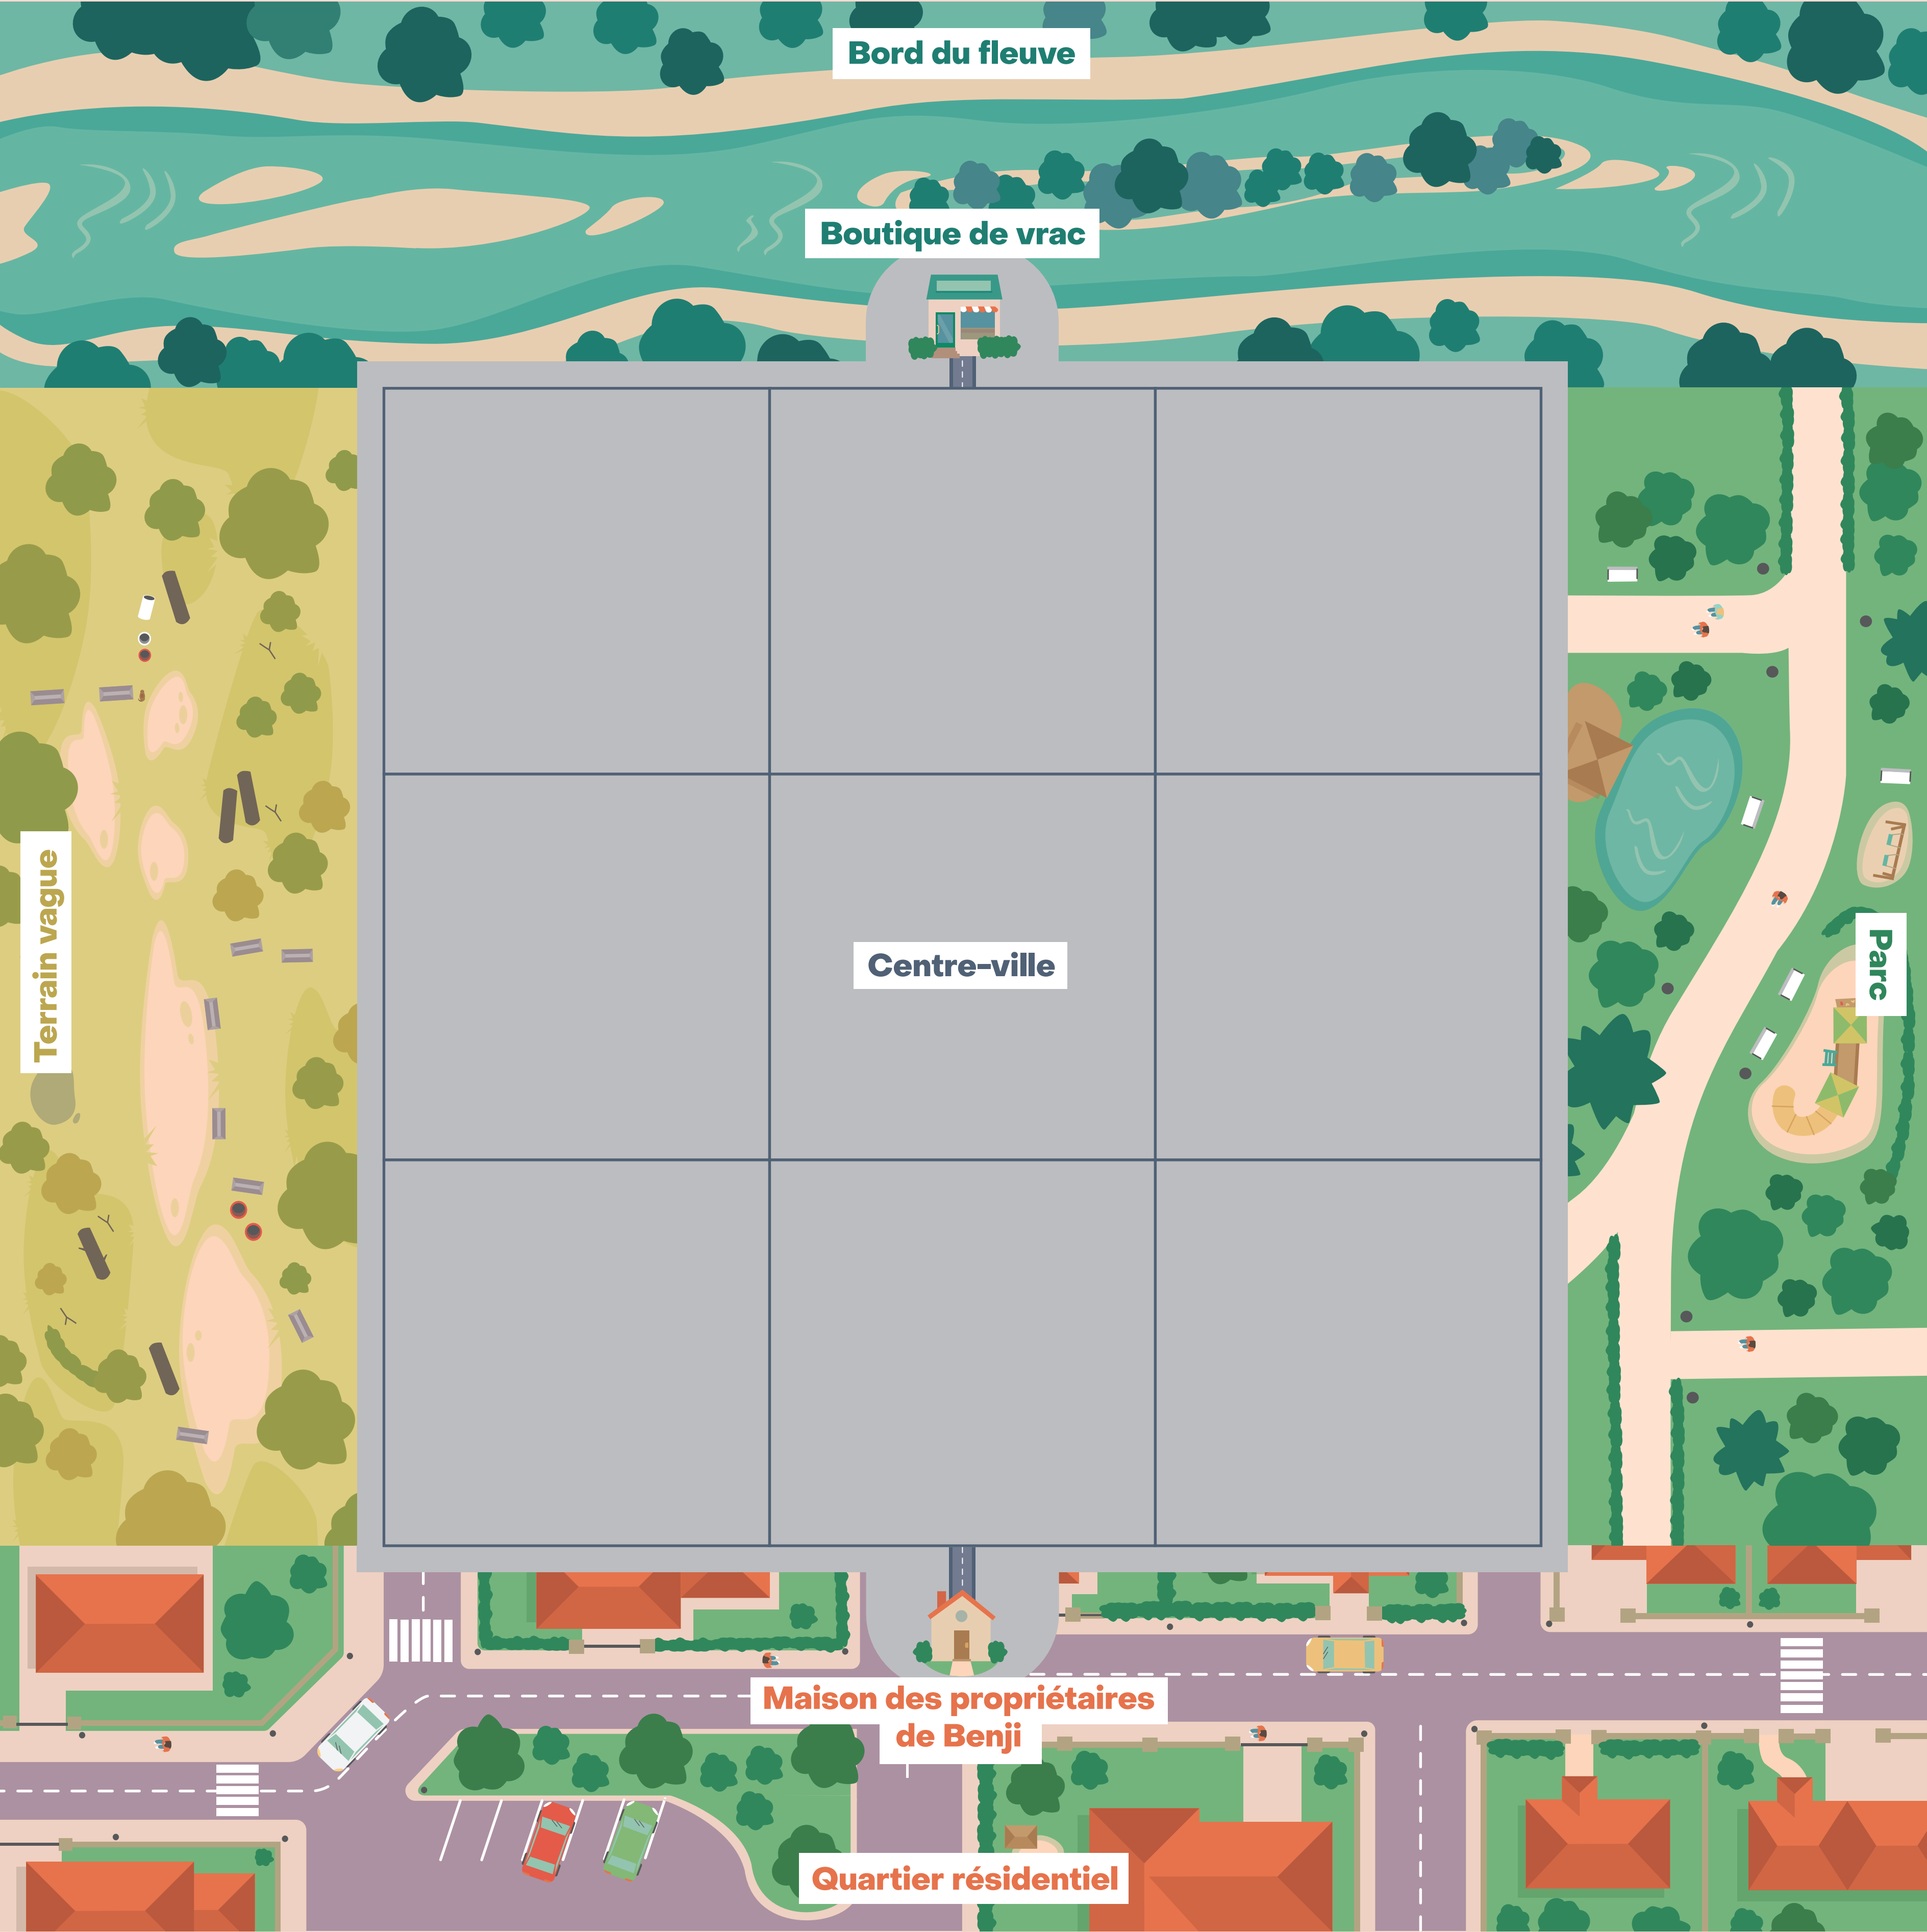 Bord du fleuve
Boutique de vrac
Terrain vague
Centre-ville
Parc
Maison des propriétaires
de Benji
Quartier résidentiel